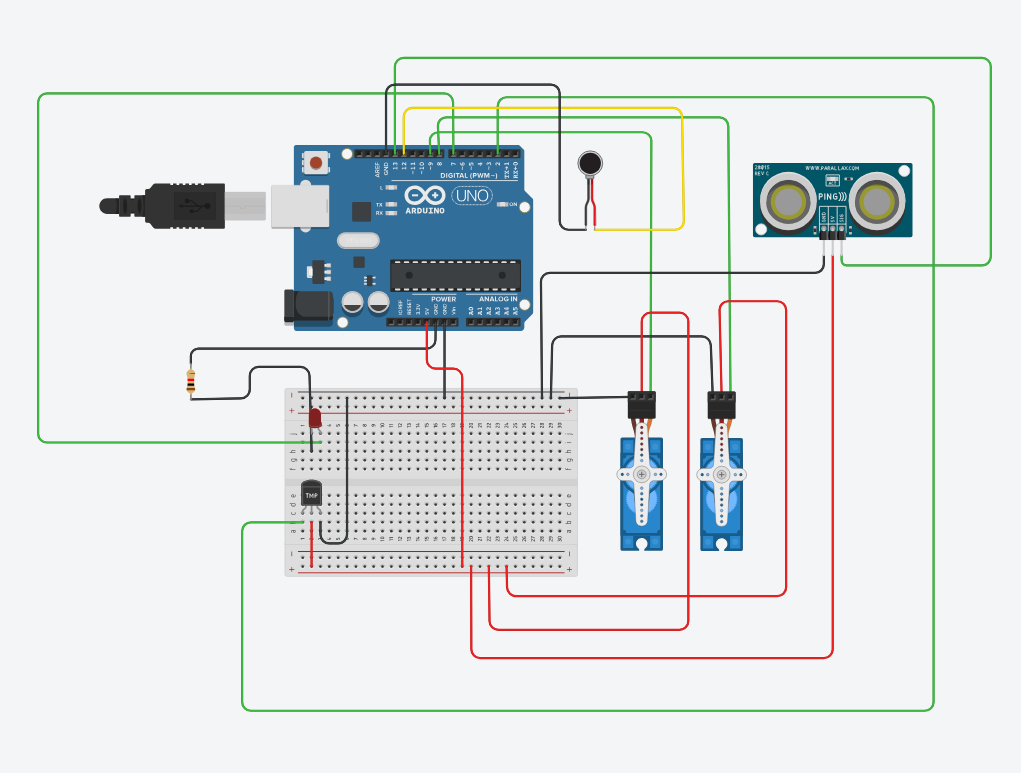 AREF
GND
13
12
~11
~10
~9
8
7
~6
~5
4
~3
2
TX→1
RX←0
DIGITAL (PWM~)
L
TX
RX
ARDUINO
UNO
ON
POWER
ANALOG IN
IOREF
RESET
3.3V
5V
GND
GND
Vin
A0
A1
A2
A3
A4
A5
WWW.PARALLAX.COM
REV C
PING)))
GND
5V
SIG
TMP